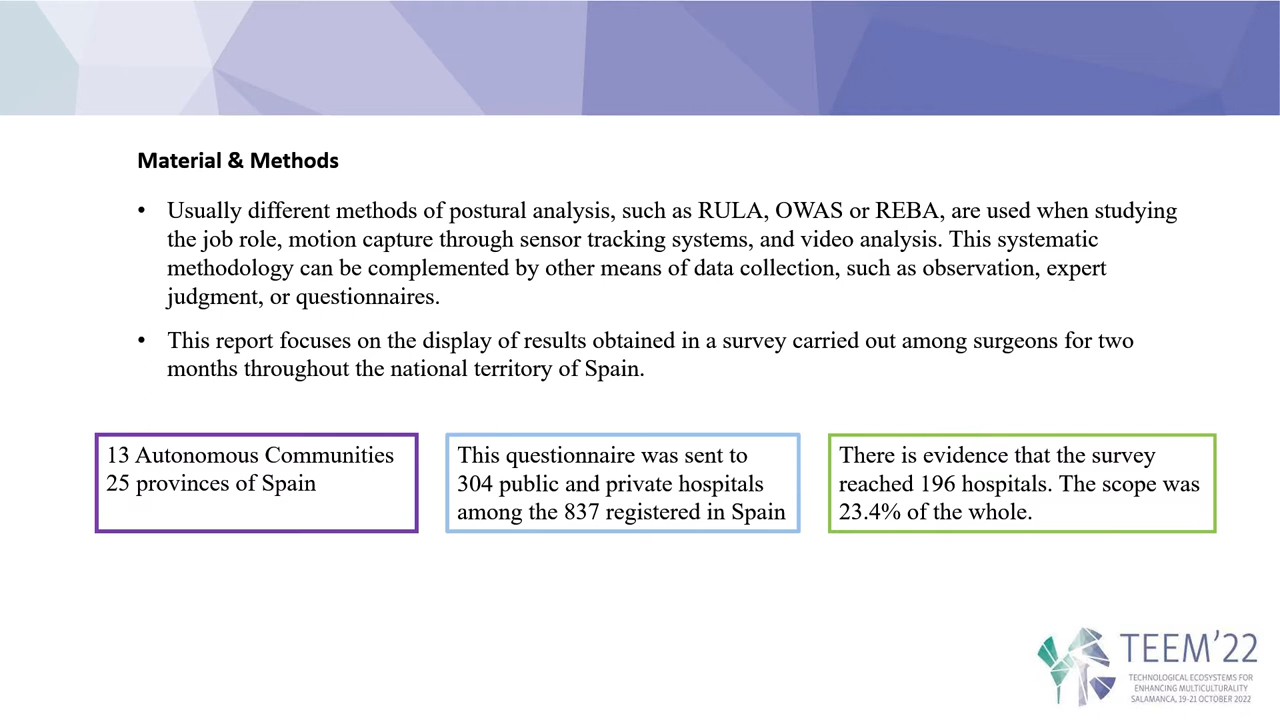 Material & Methods
• Usually different methods of postural analysis, such as RULA, OWAS or REBA, are used when studying
the job role, motion capture through sensor tracking systems, and video analysis. This systematic
methodology can be complemented by other means of data collection, such as observation, expert
judgment, or questionnaires.
• This report focuses on the display of results obtained in a survey carried out among surgeons for two
months throughout the national territory of Spain.
13 Autonomous Communities
25 provinces of Spain
This questionnaire was sent to
304 public and private hospitals
among the 837 registered in Spain
There is evidence that the survey
reached 196 hospitals. The scope was
23.4% of the whole.
TEEM’22
TECHNOLOGICAL ECOSYSTEMS FOR
ENHANCING MULTICULTURALITY
SALAMANCA, 19-21 OCTOBER 2022